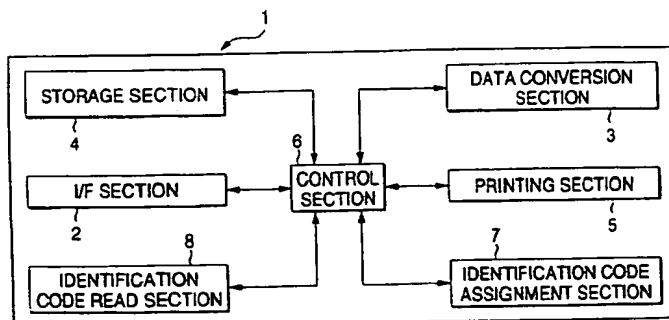 1
STORAGE SECTION
4
DATA CONVERSION
SECTION
3
6
CONTROL
SECTION
I/F SECTION
2
PRINTING SECTION
5
8
IDENTIFICATION
CODE READ SECTION
7
IDENTIFICATION CODE
ASSIGNMENT SECTION